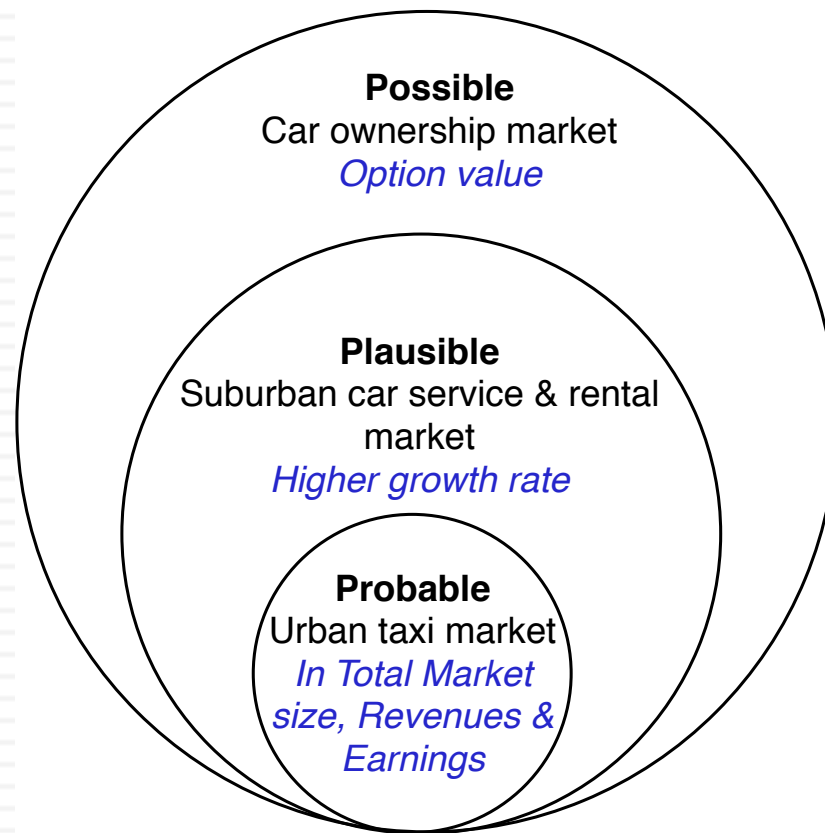 Possible
Car ownership market
Option value
Plausible
Suburban car service & rental
market
Higher growth rate
Probable
Urban taxi market
In Total Market
size, Revenues &
Earnings